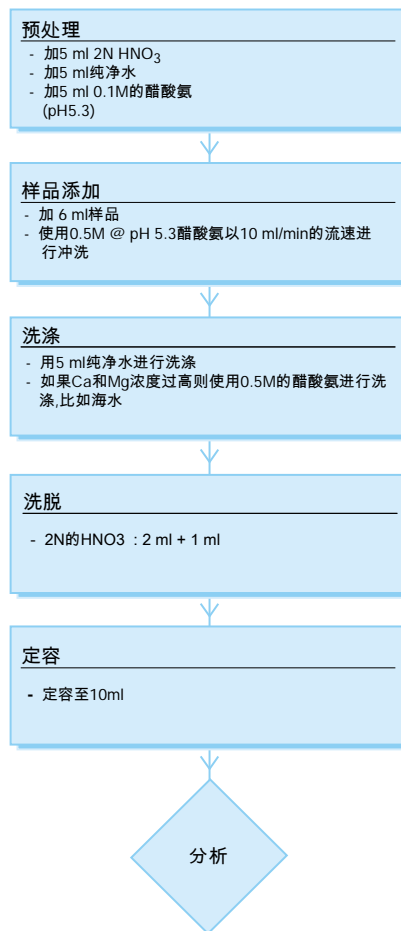 预处理
- 加5 ml 2N HNO₃
- 加5 ml纯净水
- 加5 ml 0.1M的醋酸氨
(pH5.3)
样品添加
- 加 6 ml样品
- 使用0.5M @ pH 5.3醋酸氨以10 ml/min的流速进
行冲洗
洗涤
- 用5 ml纯净水进行洗涤
- 如果Ca和Mg浓度过高则使用0.5M的醋酸氨进行洗
涤,比如海水
洗脱
- 2N的HNO3 : 2 ml + 1 ml
定容
- 定容至10ml
分析